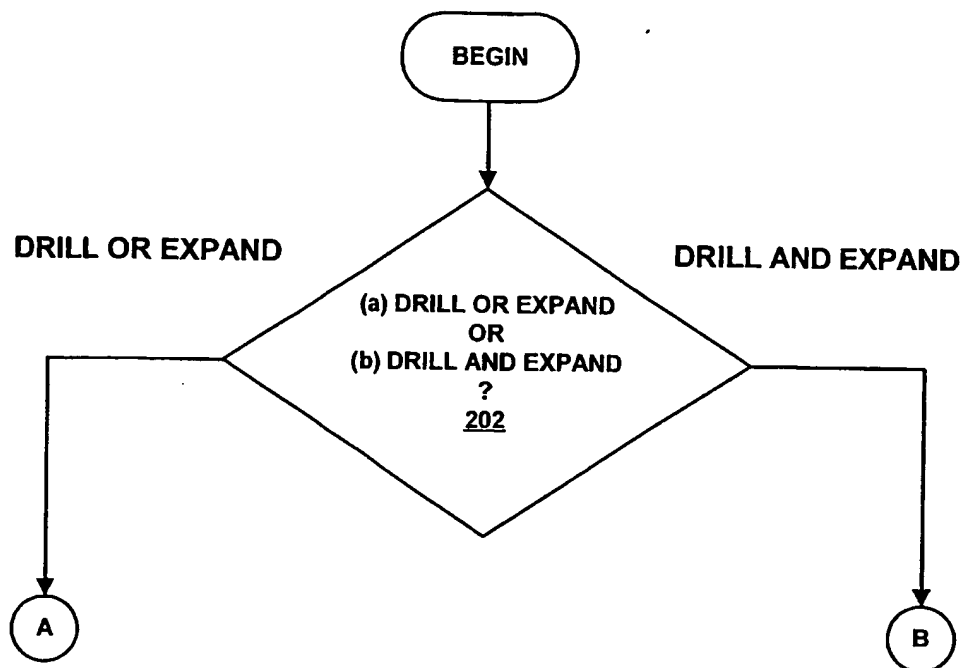 BEGIN
DRILL OR EXPAND
DRILL AND EXPAND
(a) DRILL OR EXPAND
OR
(b) DRILL AND EXPAND
?
202
A
B